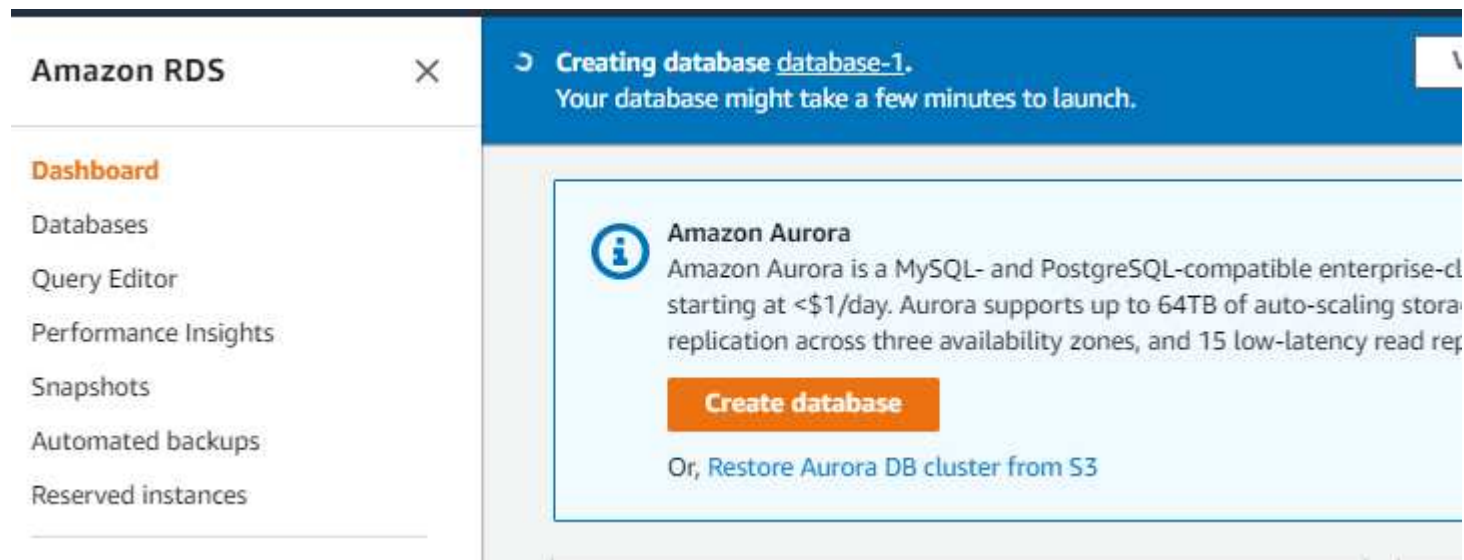 Amazon RDS
Dashboard
Databases
Query Editor
Performance Insights
Snapshots
Automated backups
Reserved instances
Creating database database-1.
Your database might take a few minutes to launch.
Amazon Aurora
Amazon Aurora is a MySQL- and PostgreSQL-compatible
starting at <$1/day. Aurora supports up to 64TB of auto-scaling
replication across three availability zones, and 15 low-latency read
Create database
Or, Restore Aurora DB cluster from S3